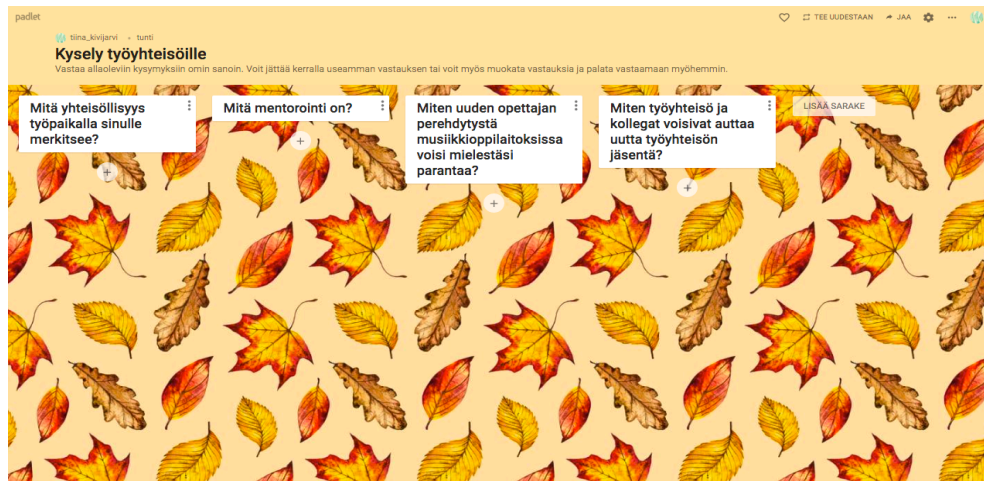 padlet
TEE UUDESTAAN
JAA
tiina_kivijarvi • tunti
Kysely työyhteisöille
Vastaa allaoleviin kysymyksiin omin sanoin. Voit jättää kerralla useamman vastauksen tai voit myös muokata vastauksia ja palata vastaamaan myöhemmin.
Mitä yhteisöllisyys
työpaikalla sinulle
merkitsee?
Mitä mentorointi on?
Miten uuden opettajan
perehdytystä
musiikkioppilaitoksissa
voisi mielestäsi
parantaa?
Miten työyhteisö ja
kollegat voisivat auttaa
uutta työyhteisön
jäsentä?
LISÄÄ SARAKE